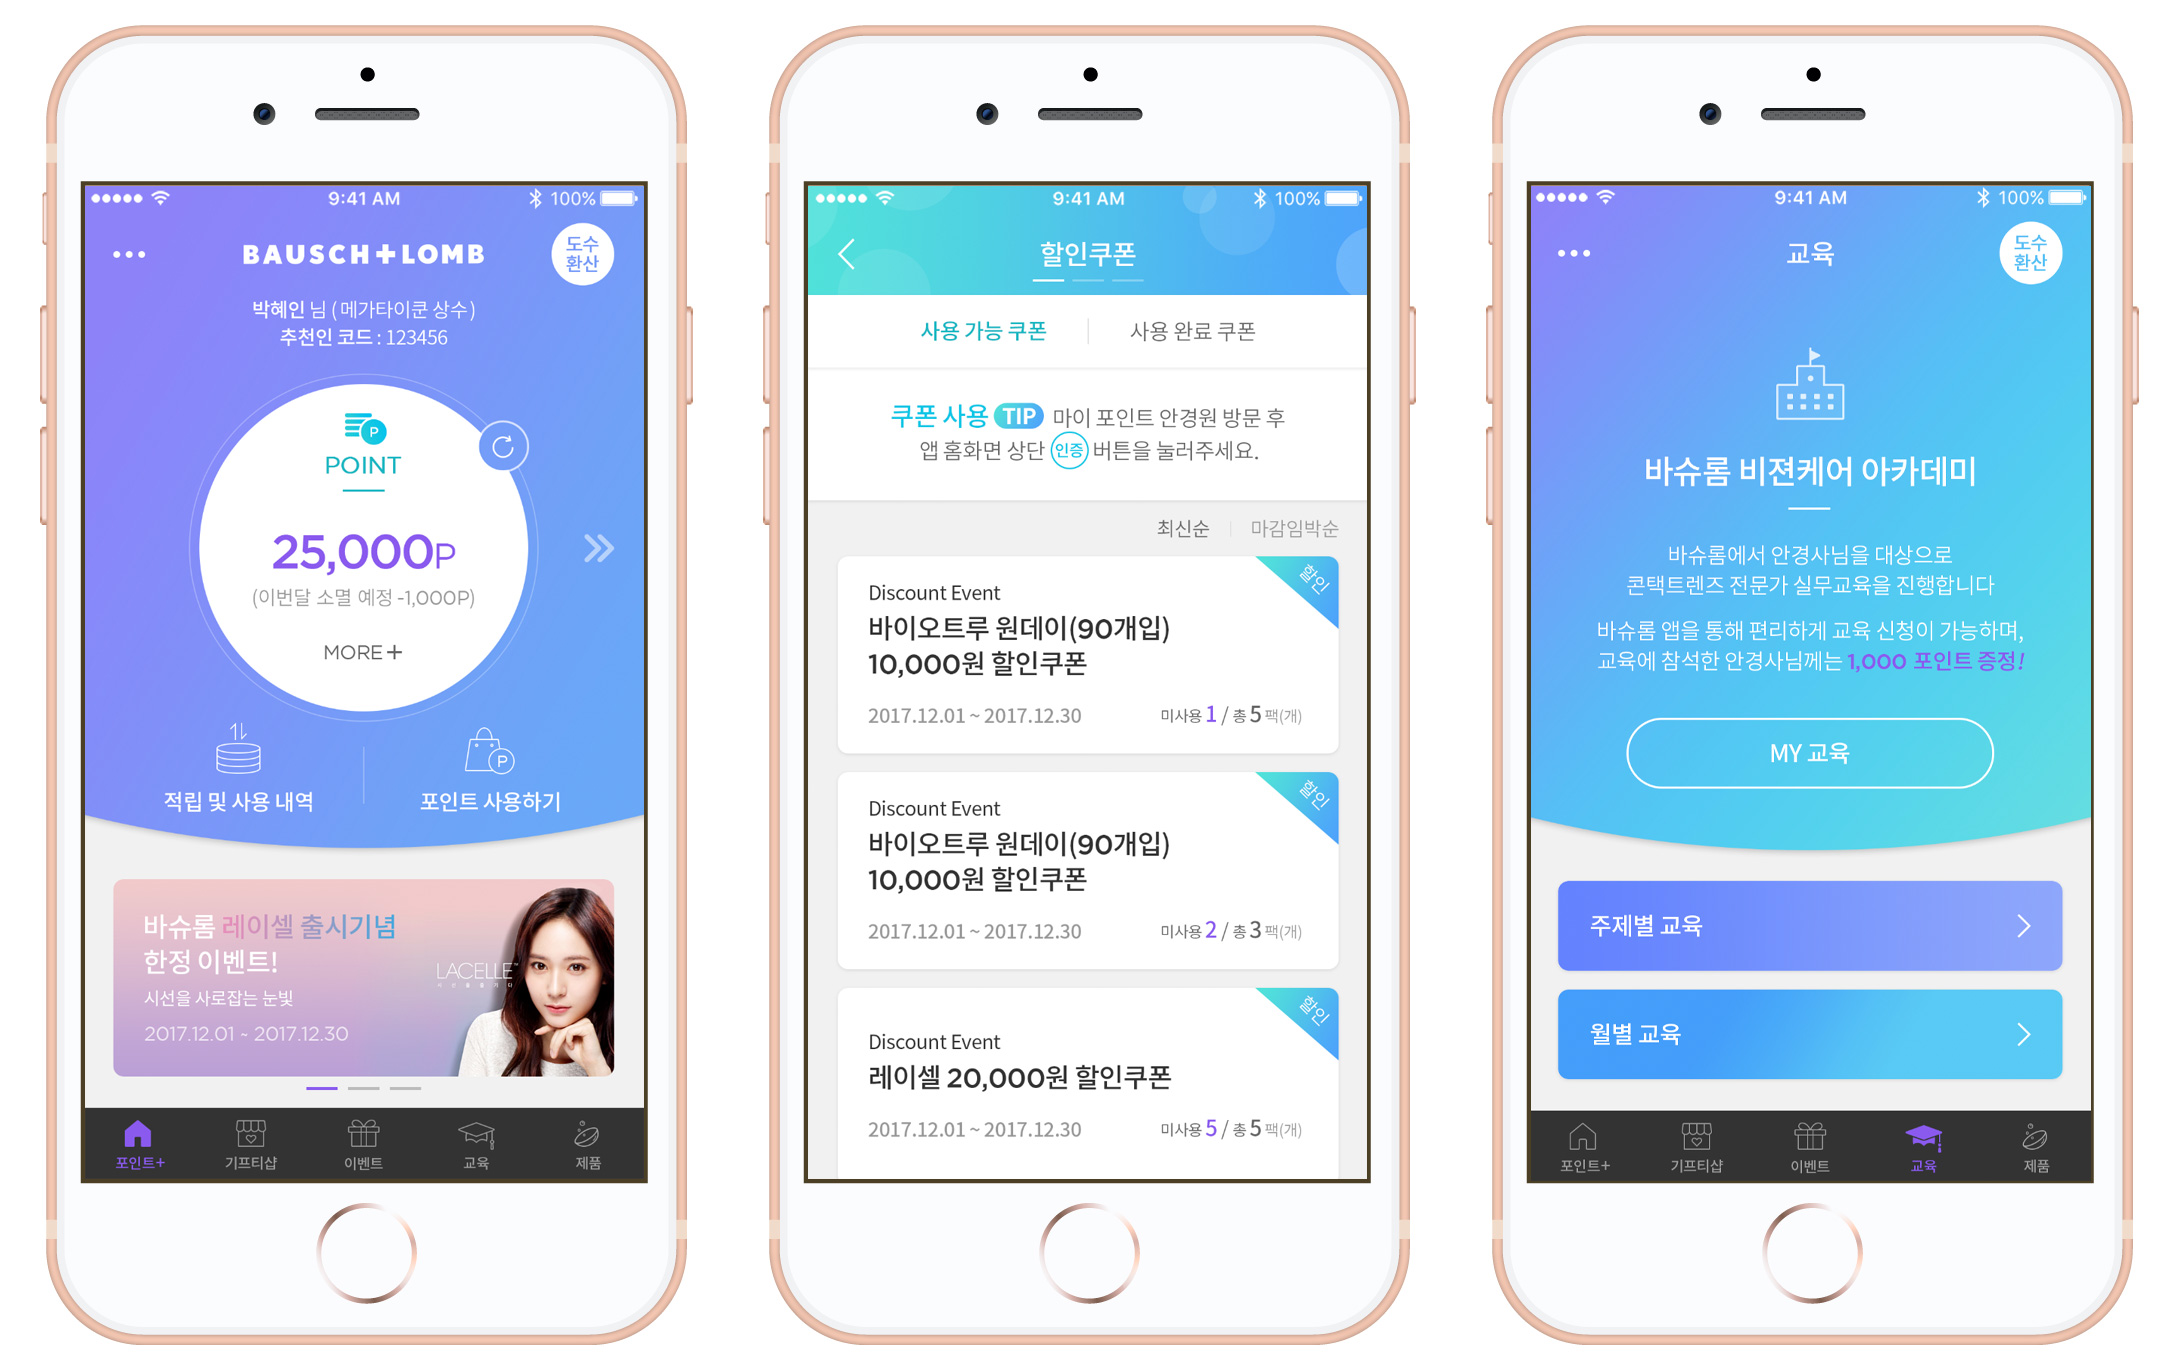 9:41 AM
100%
BAUSCH+LOMB
도수
환산
박혜인 님 ( 메가타이쿤 상수 )
추천인 코드 : 123456
P
POINT
25,000P
(이번달 소멸 예정 -1,000P)
MORE +
P
적립 및 사용 내역
포인트 사용하기
바슈롬 레이셀 출시기념
한정 이벤트!
시선을 사로잡는 눈빛
2017.12.01 ~ 2017.12.30
LACELLE™
포인트+
기프티샵
이벤트
교육
제품
9:41 AM
100%
할인쿠폰
사용 가능 쿠폰
사용 완료 쿠폰
쿠폰 사용 TIP 마이 포인트 안경원 방문 후
앱 홈화면 상단 인증 버튼을 눌러주세요.
최신순
마감임박순
할인
Discount Event
바이오트루 원데이(90개입)
10,000원 할인쿠폰
2017.12.01 ~ 2017.12.30
미사용 1 / 총 5 팩(개)
할인
Discount Event
바이오트루 원데이(90개입)
10,000원 할인쿠폰
2017.12.01 ~ 2017.12.30
미사용 2 / 총 3 팩(개)
할인
Discount Event
레이셀 20,000원 할인쿠폰
2017.12.01 ~ 2017.12.30
미사용 5 / 총 5 팩(개)
9:41 AM
100%
교육
도수
환산
바슈롬 비젼케어 아카데미
바슈롬에서 안경사님을 대상으로
콘택트렌즈 전문가 실무교육을 진행합니다
바슈롬 앱을 통해 편리하게 교육 신청이 가능하며,
교육에 참석한 안경사님께는 1,000 포인트 증정!
MY 교육
주제별 교육
월별 교육
포인트+
기프티샵
이벤트
교육
제품